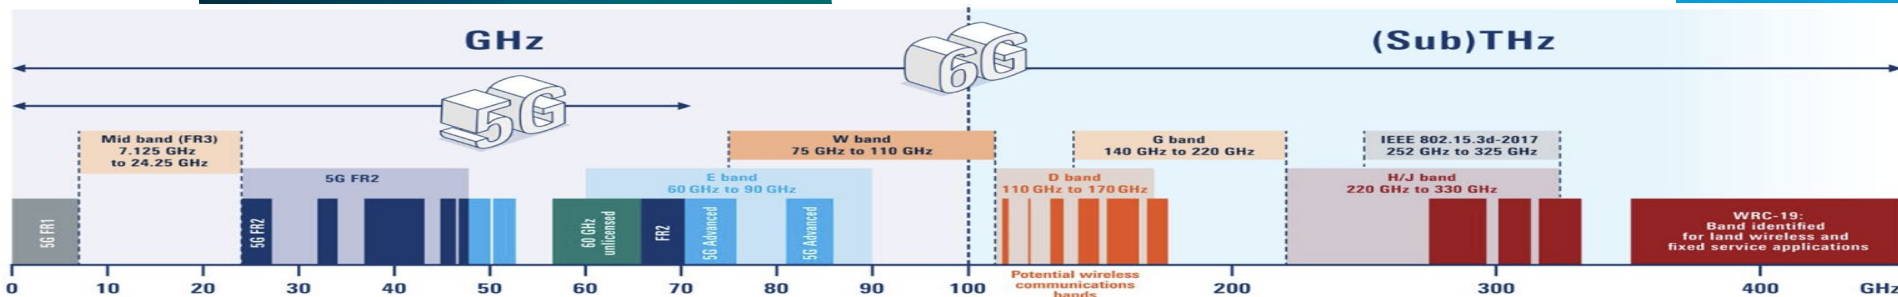 GHz
6G
(Sub)THz
5G
Mid band (FR3)
7.125 GHz
to 24.25 GHz
W band
75 GHz to 110 GHz
G band
140 GHz to 220 GHz
IEEE 802.15.3d-2017
252 GHz to 325 GHz
5G FR2
E band
60 GHz to 90 GHz
D band
110 GHz to 170 GHz
H/J band
220 GHz to 330 GHz
5G FR1
5G FR2
60 GHz
unlicensed
FR2
5G Advanced
5G Advanced
WRC-19:
Band identified
for land wireless and
fixed service applications
0 10 20 30 40 50 60 70 80 90 100 200 300 400 GHz
Potential wireless
communications
bands